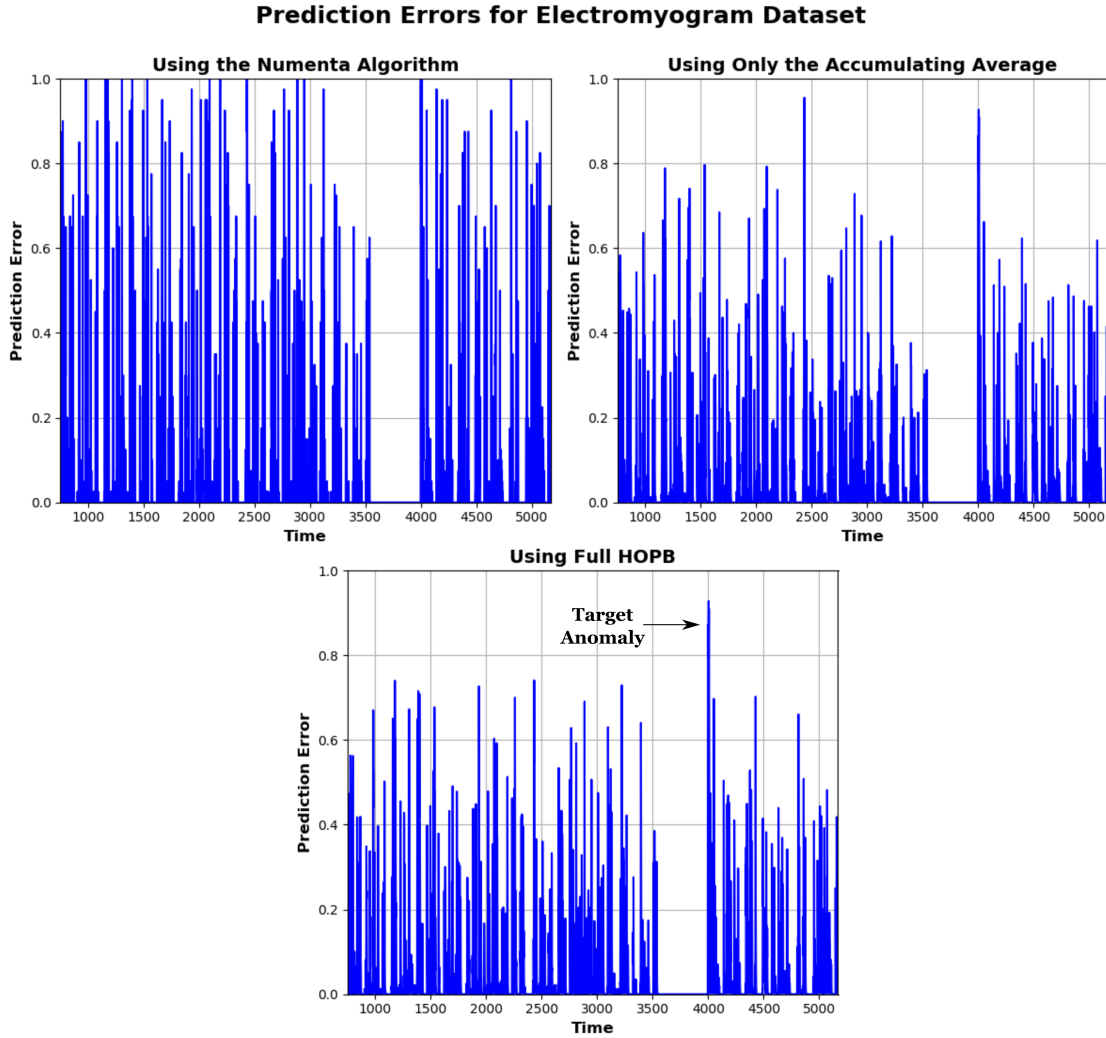 Prediction Errors for Electromyogram Dataset
Using the Numenta Algorithm
Prediction Error
1.0
0.8
0.6
0.4
0.2
0.0
1000 1500 2000 2500 3000 3500 4000 4500 5000
Time
Using Only the Accumulating Average
Prediction Error
1.0
0.8
0.6
0.4
0.2
0.0
1000 1500 2000 2500 3000 3500 4000 4500 5000
Time
Using Full HOPB
Prediction Error
1.0
0.8
0.6
0.4
0.2
0.0
Target
Anomaly
1000 1500 2000 2500 3000 3500 4000 4500 5000
Time